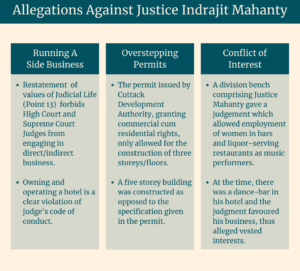 Allegations Against Justice Indrajit Mahanty
Running A
Side Business
• Restatement of
values of Judicial Life
(Point 13) forbids
High Court and
Supreme Court
Judges from
engaging in
direct/indirect
business.
• Owning and
operating a hotel is a
clear violation of
judge's code of
conduct.
Overstepping
Permits
• The permit issued by
Cuttack
Development
Authority, granting
commercial cum
residential rights,
only allowed for the
construction of three
storeys/floors.
• A five storey building
was constructed as
opposed to the
specification given
in the permit.
Conflict of
Interest
• A division bench
comprising Justice
Mahanty gave a
judgement which
allowed employment
of women in bars
and liquor-serving
restaurants as music
performers.
• At the time, there
was a dance-bar in
his hotel and the
judgment favoured
his business, thus
alleged vested
interests.